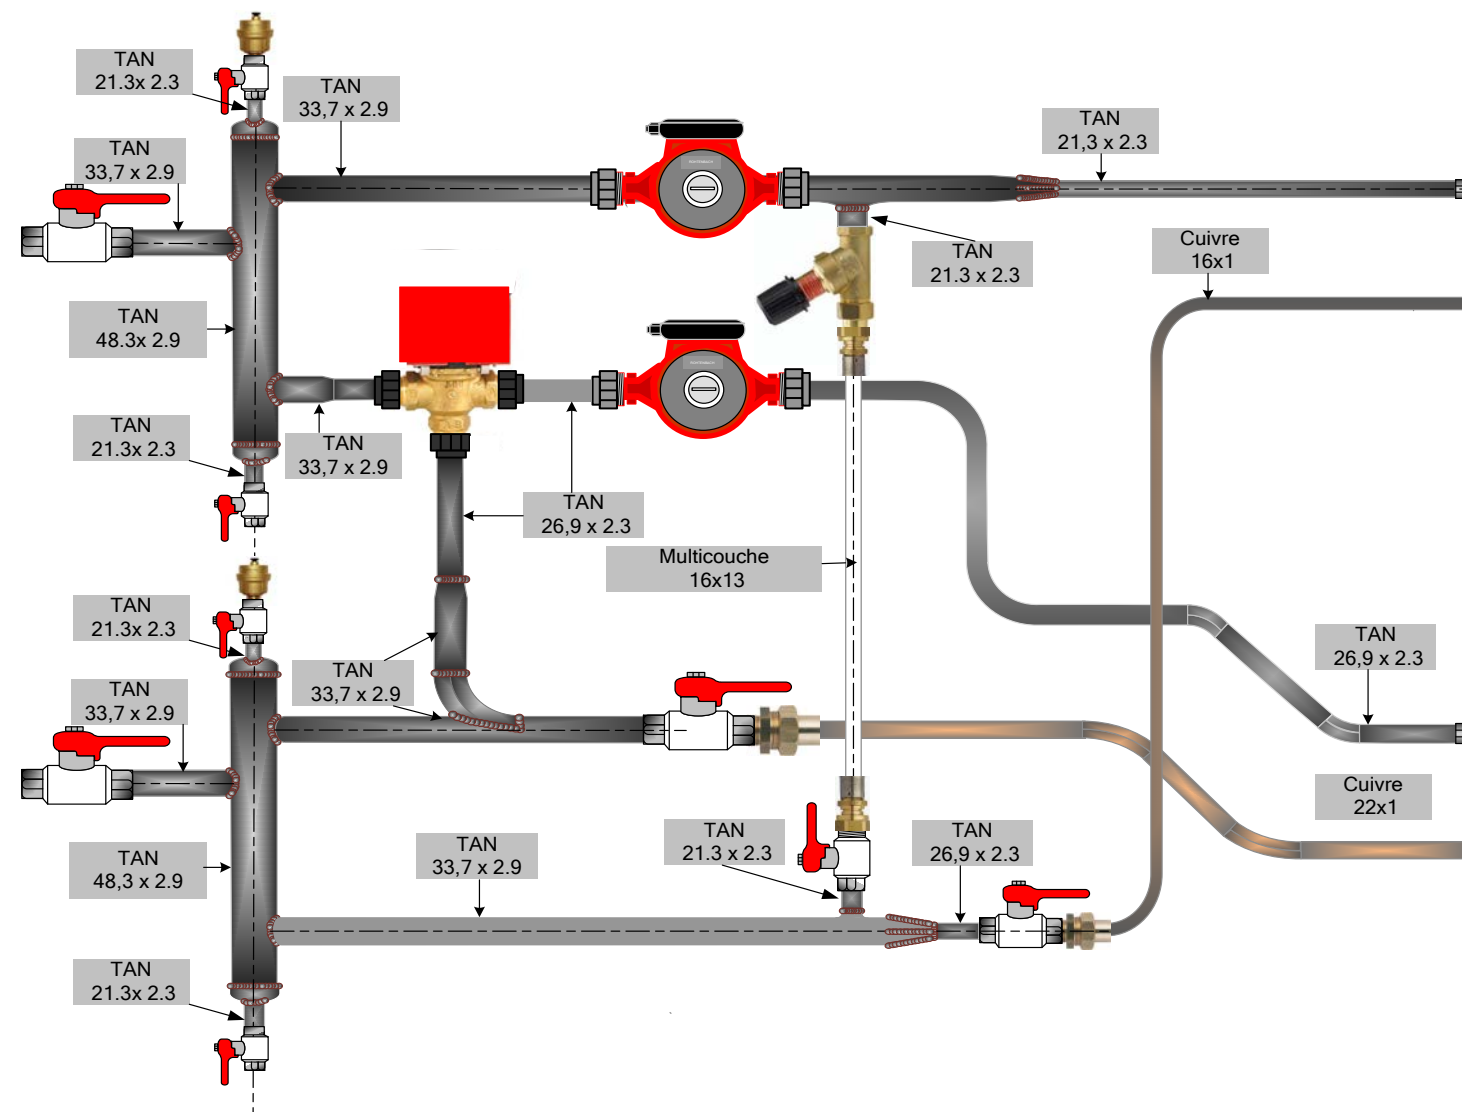 TAN
21.3x 2.3
TAN
33,7 x 2.9
TAN
21,3 x 2.3
TAN
33,7 x 2.9
Cuivre
16x1
TAN
21.3 x 2.3
TAN
48.3x 2.9
TAN
21.3x 2.3
TAN
33,7 x 2.9
TAN
26,9 x 2.3
Multicouche
16x13
TAN
21.3x 2.3
TAN
26,9 x 2.3
TAN
33,7 x 2.9
TAN
33,7 x 2.9
Cuivre
22x1
TAN
21.3 x 2.3
TAN
26,9 x 2.3
TAN
33,7 x 2.9
TAN
48,3 x 2.9
TAN
21.3x 2.3